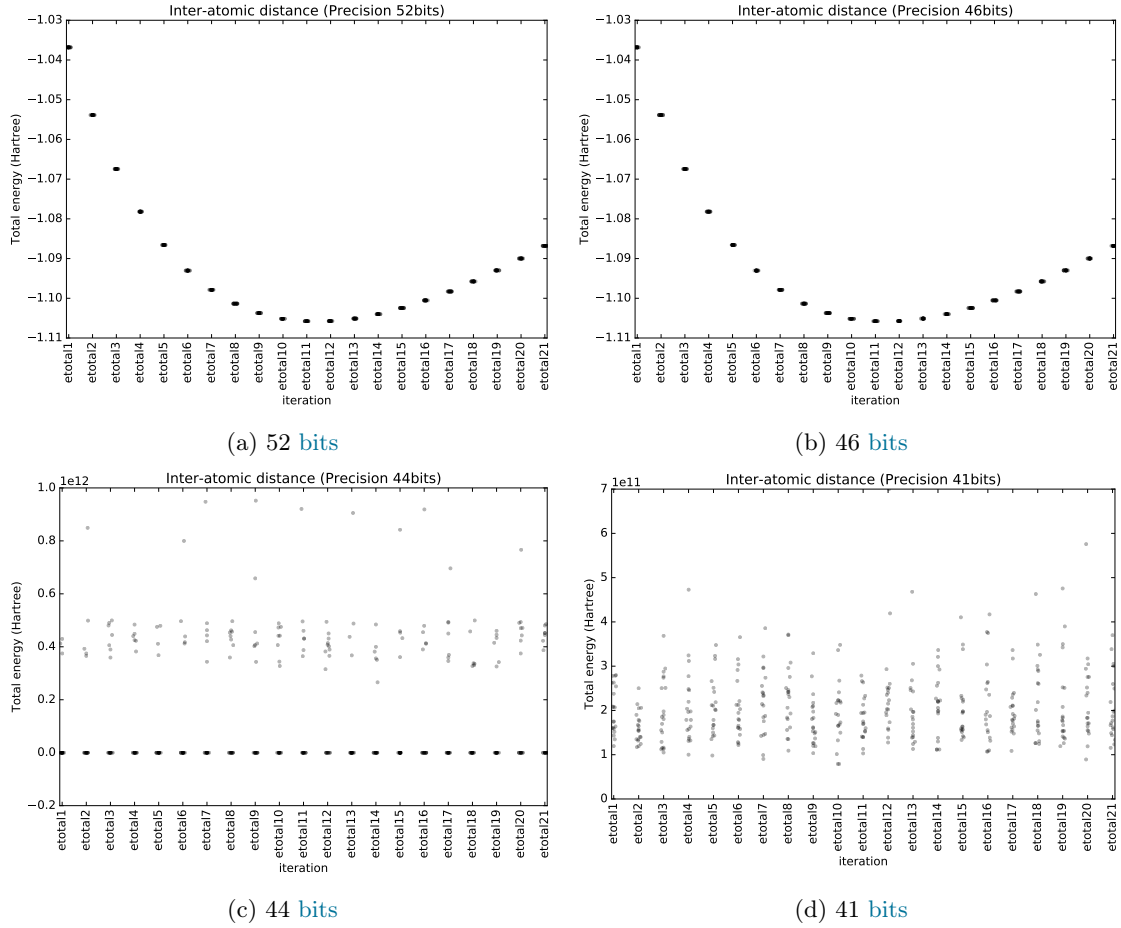 Inter-atomic distance (Precision 52bits)
Total energy (Hartree)
−1.03
−1.04
−1.05
−1.06
−1.07
−1.08
−1.09
−1.10
−1.11
etotal1 etotal2 etotal3 etotal4 etotal5 etotal6 etotal7 etotal8 etotal9 etotal10 etotal11 etotal12 etotal13 etotal14 etotal15 etotal16 etotal17 etotal18 etotal19 etotal20 etotal21
iteration
(a) 52 bits
Inter-atomic distance (Precision 46bits)
Total energy (Hartree)
−1.03
−1.04
−1.05
−1.06
−1.07
−1.08
−1.09
−1.10
−1.11
etotal1 etotal2 etotal3 etotal4 etotal5 etotal6 etotal7 etotal8 etotal9 etotal10 etotal11 etotal12 etotal13 etotal14 etotal15 etotal16 etotal17 etotal18 etotal19 etotal20 etotal21
iteration
(b) 46 bits
Inter-atomic distance (Precision 44bits)
1e12
Total energy (Hartree)
1.0
0.8
0.6
0.4
0.2
0.0
−0.2
etotal1 etotal2 etotal3 etotal4 etotal5 etotal6 etotal7 etotal8 etotal9 etotal10 etotal11 etotal12 etotal13 etotal14 etotal15 etotal16 etotal17 etotal18 etotal19 etotal20 etotal21
iteration
(c) 44 bits
Inter-atomic distance (Precision 41bits)
1e11
Total energy (Hartree)
7
6
5
4
3
2
1
0
etotal1 etotal2 etotal3 etotal4 etotal5 etotal6 etotal7 etotal8 etotal9 etotal10 etotal11 etotal12 etotal13 etotal14 etotal15 etotal16 etotal17 etotal18 etotal19 etotal20 etotal21
iteration
(d) 41 bits